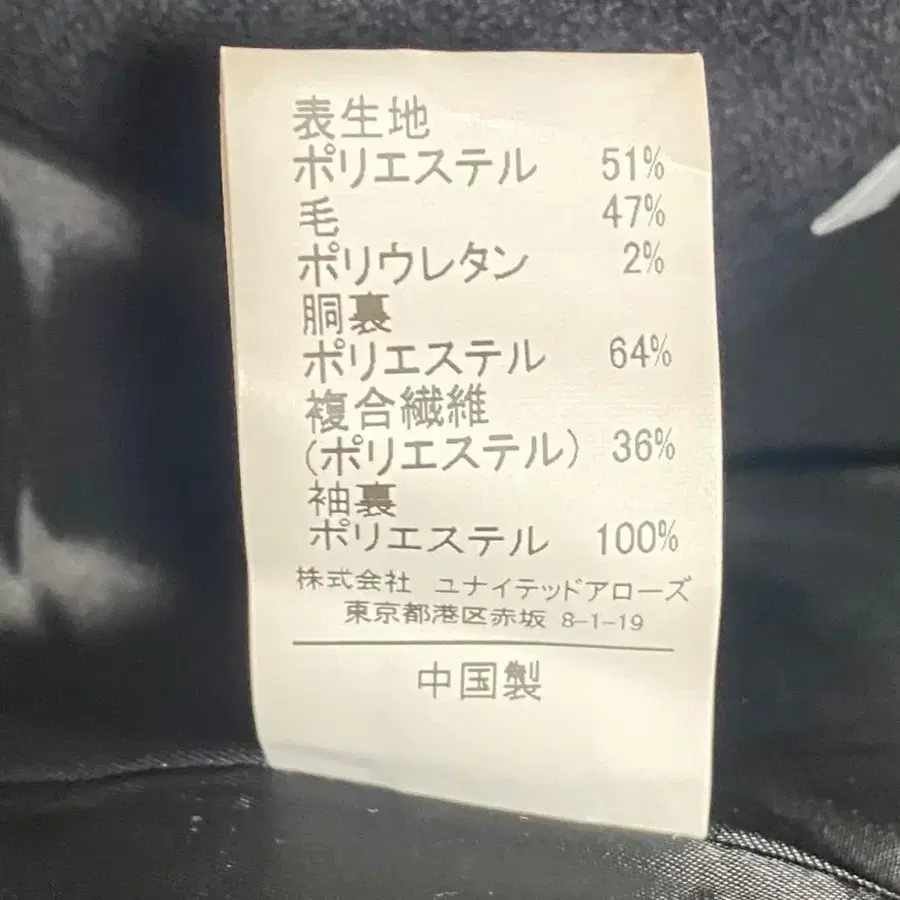 表生地
ポリエステル 51%
毛 47%
ポリウレタン 2%
胴裏
ポリエステル 64%
複合繊維
(ポリエステル) 36%
袖裏
ポリエステル 100%
株式会社 ユナイテッドアローズ
東京都港区赤坂 8-1-19
中国製